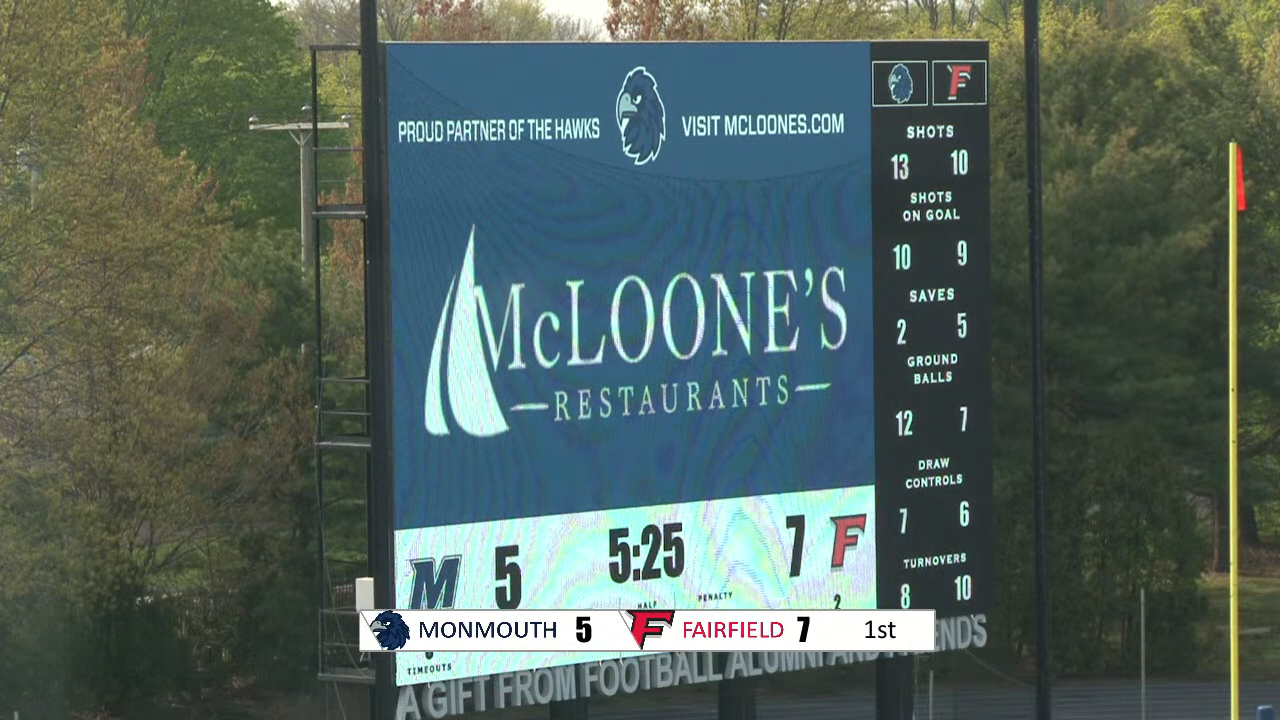 PROUD PARTNER OF THE HAWKS
VISIT MCLOONES.COM
McLOONE'S
RESTAURANTS
F
SHOTS
13 10
SHOTS
ON GOAL
10 9
SAVES
2 5
GROUND
BALLS
12 7
DRAW
CONTROLS
7 6
TURNOVERS
8 10
M 5 5:25 7 F
HALF PENALTY 2
MONMOUTH 5 F FAIRFIELD 7 1st
TIMEOUTS
A GIFT FROM FOOTBALL ALUMNI AND